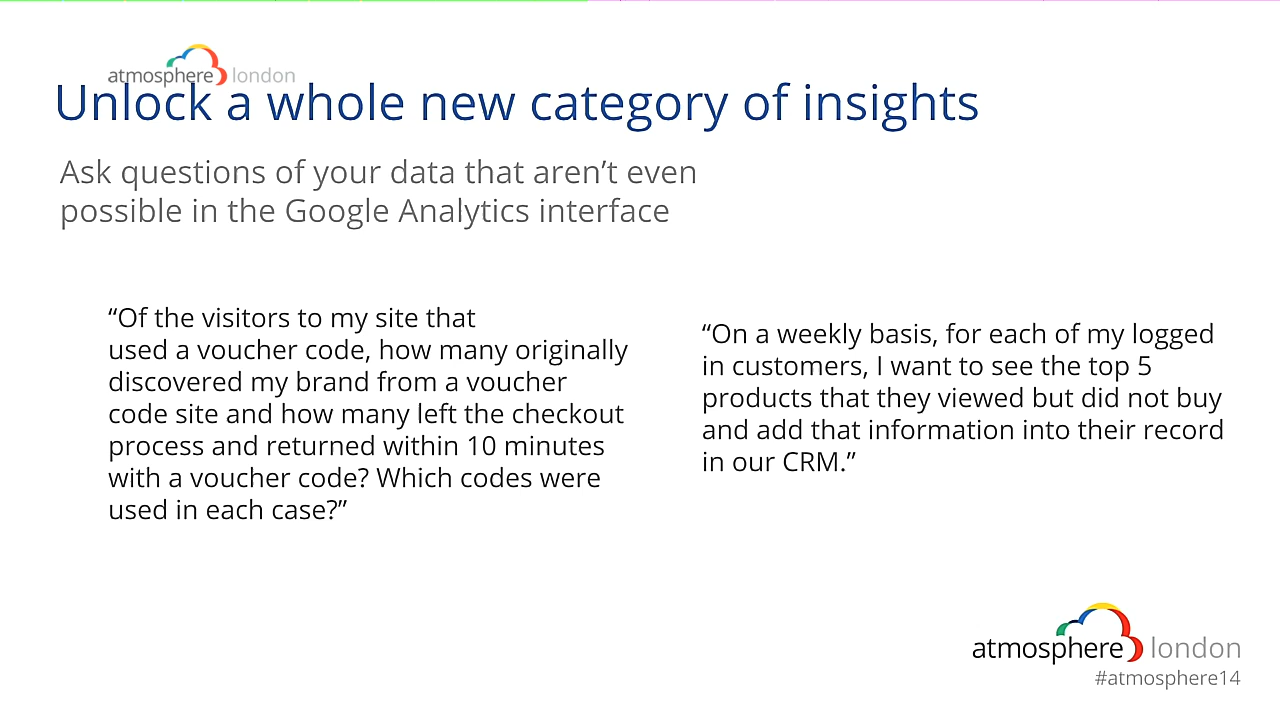 atmosphere london
Unlock a whole new category of insights
Ask questions of your data that aren’t even
possible in the Google Analytics interface
“Of the visitors to my site that
used a voucher code, how many originally
discovered my brand from a voucher
code site and how many left the checkout
process and returned within 10 minutes
with a voucher code? Which codes were
used in each case?”
“On a weekly basis, for each of my logged
in customers, I want to see the top 5
products that they viewed but did not buy
and add that information into their record
in our CRM.”
atmosphere london
#atmosphere14